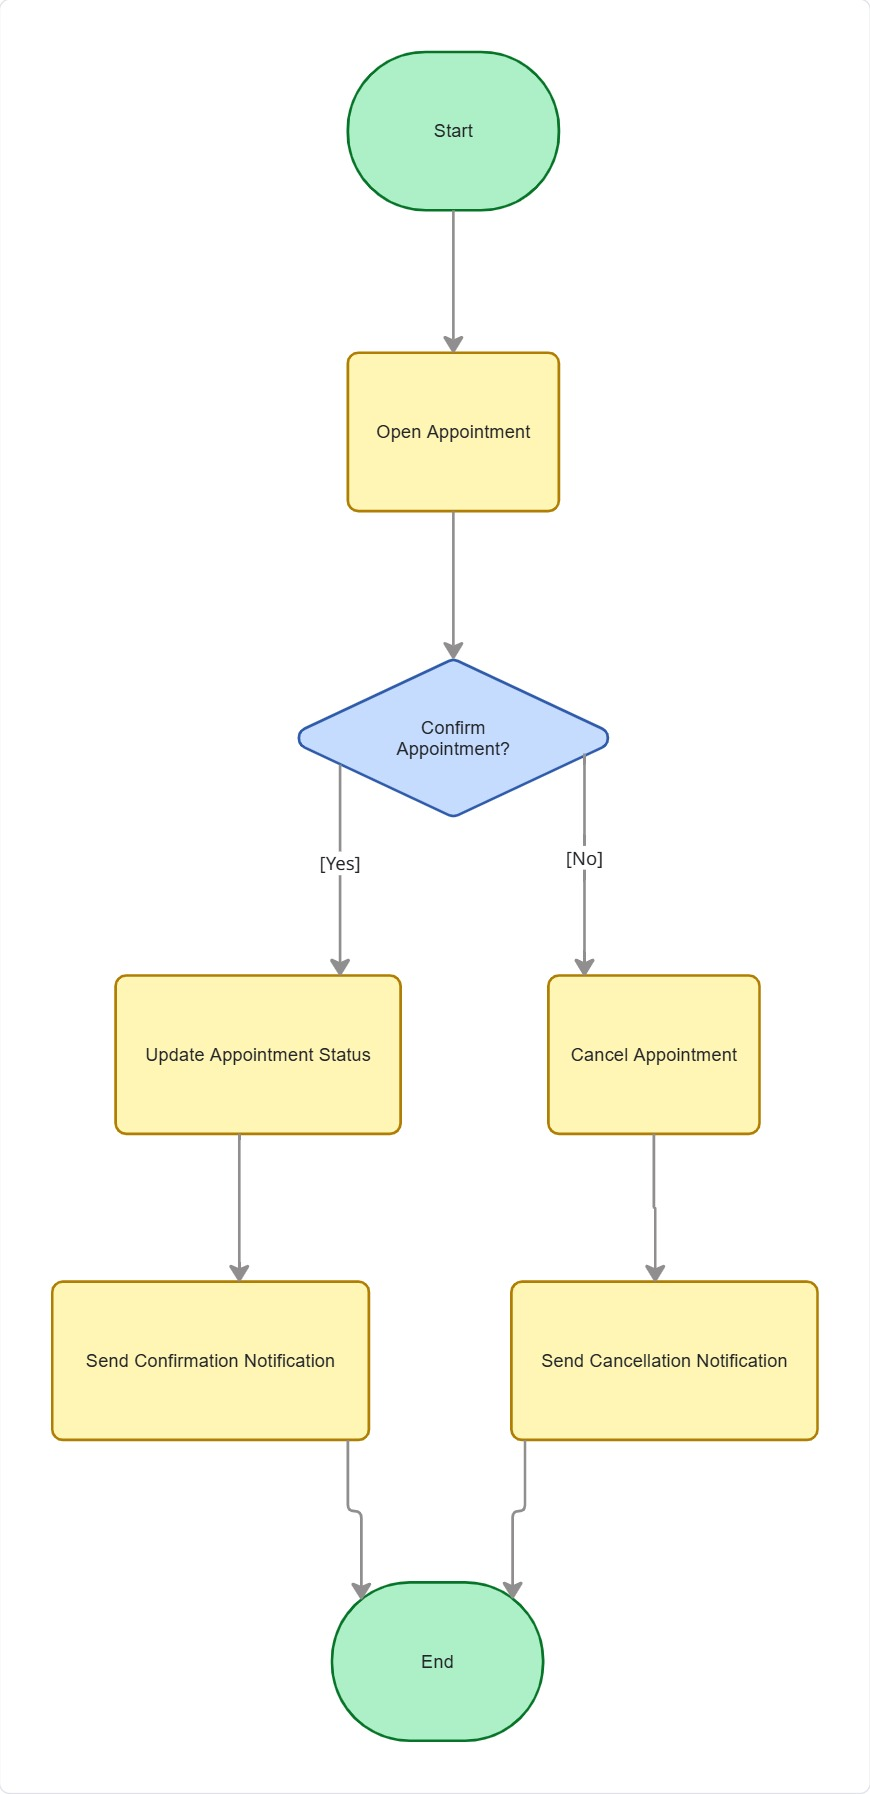 Start
Open Appointment
Confirm
Appointment?
[Yes]
[No]
Update Appointment Status
Cancel Appointment
Send Confirmation Notification
Send Cancellation Notification
End